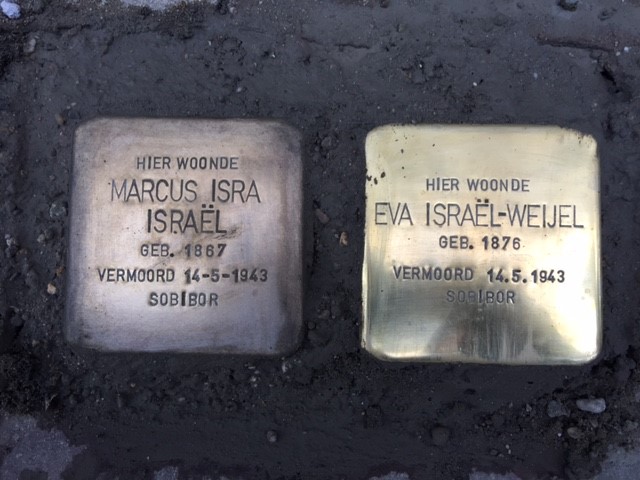 HIER WOONDE
MARCUS ISRA
ISRAËL
GEB. 1867
VERMOORD 14-5-1943
SOBIBOR
HIER WOONDE
EVA ISRAËL-WEIJEL
GEB. 1876
VERMOORD 14.5.1943
SOBIBOR